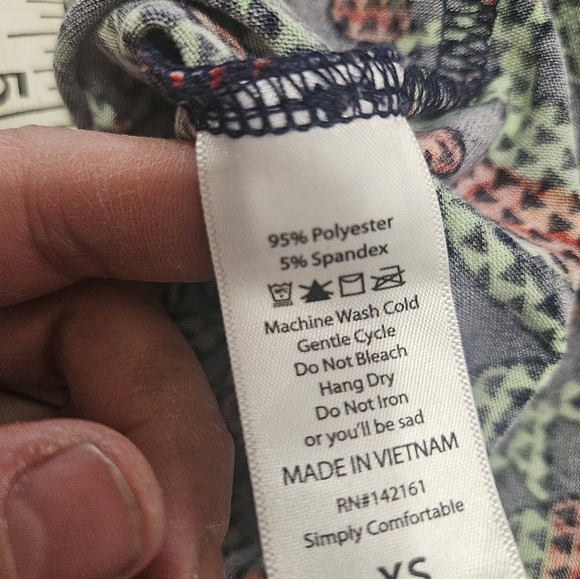 95% Polyester
5% Spandex
Machine Wash Cold
Gentle Cycle
Do Not Bleach
Hang Dry
Do Not Iron
or you'll be sad
MADE IN VIETNAM
RN#142161
Simply Comfortable
XS
5